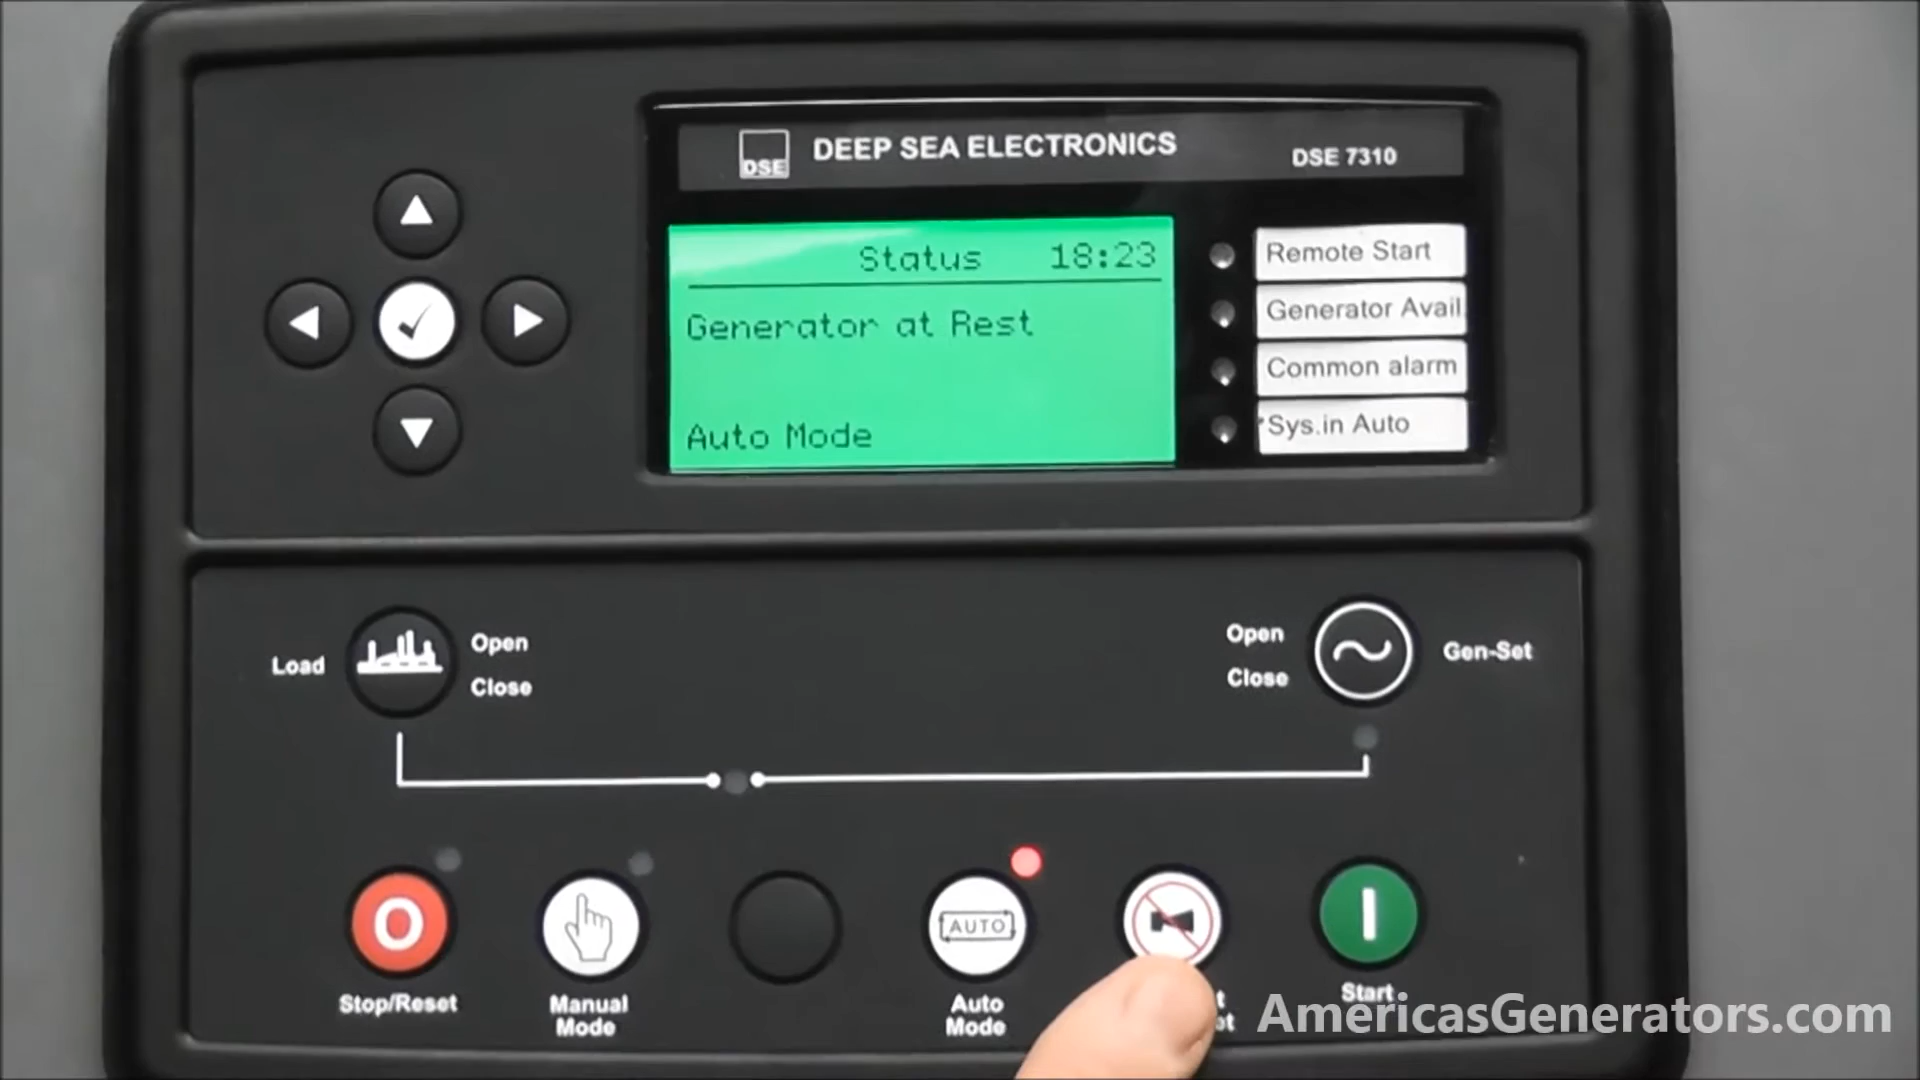 DSE
DEEP SEA ELECTRONICS
DSE 7310
Status 18:23
Generator at Rest
Auto Mode
Remote Start
Generator Avail
Common alarm
Sys.in Auto
Load
Open
Close
Open
Close
Gen-Set
O
AUTO
I
Stop/Reset
Manual
Mode
Auto
Mode
Start
AmericasGenerators.com